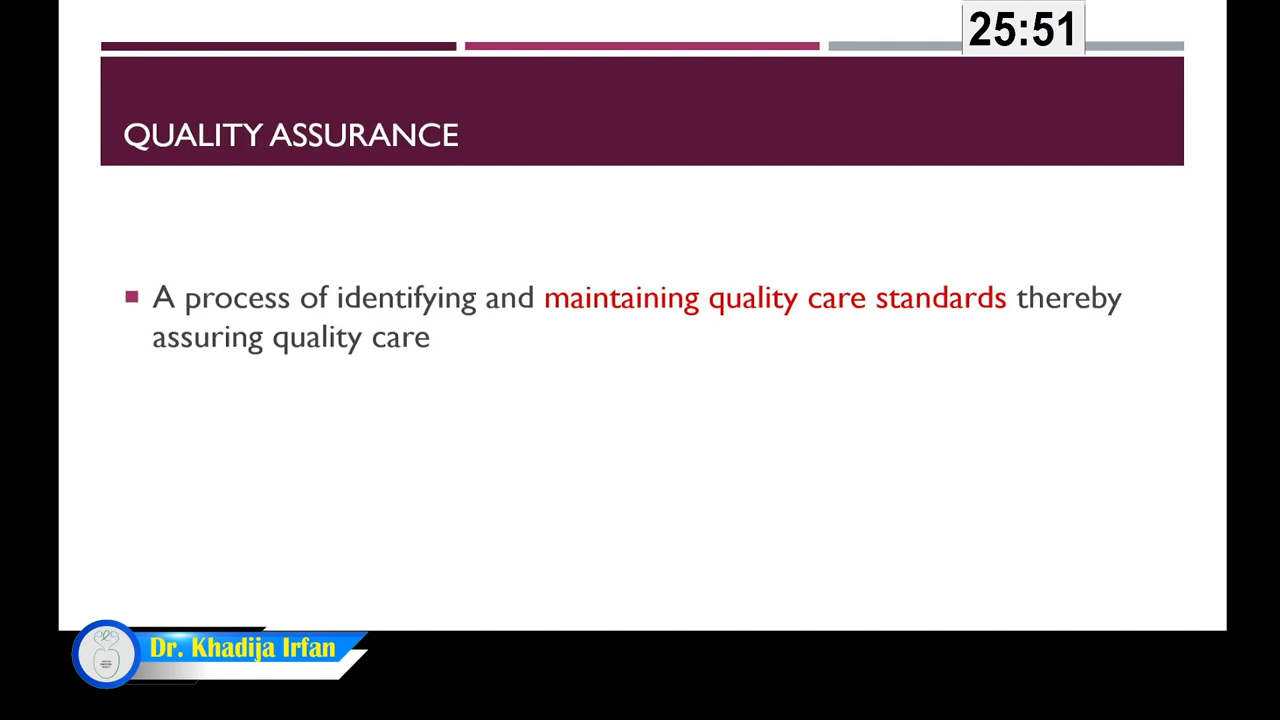 25:51
QUALITY ASSURANCE
A process of identifying and maintaining quality care standards thereby
assuring quality care
Dr. Khadija Irfan